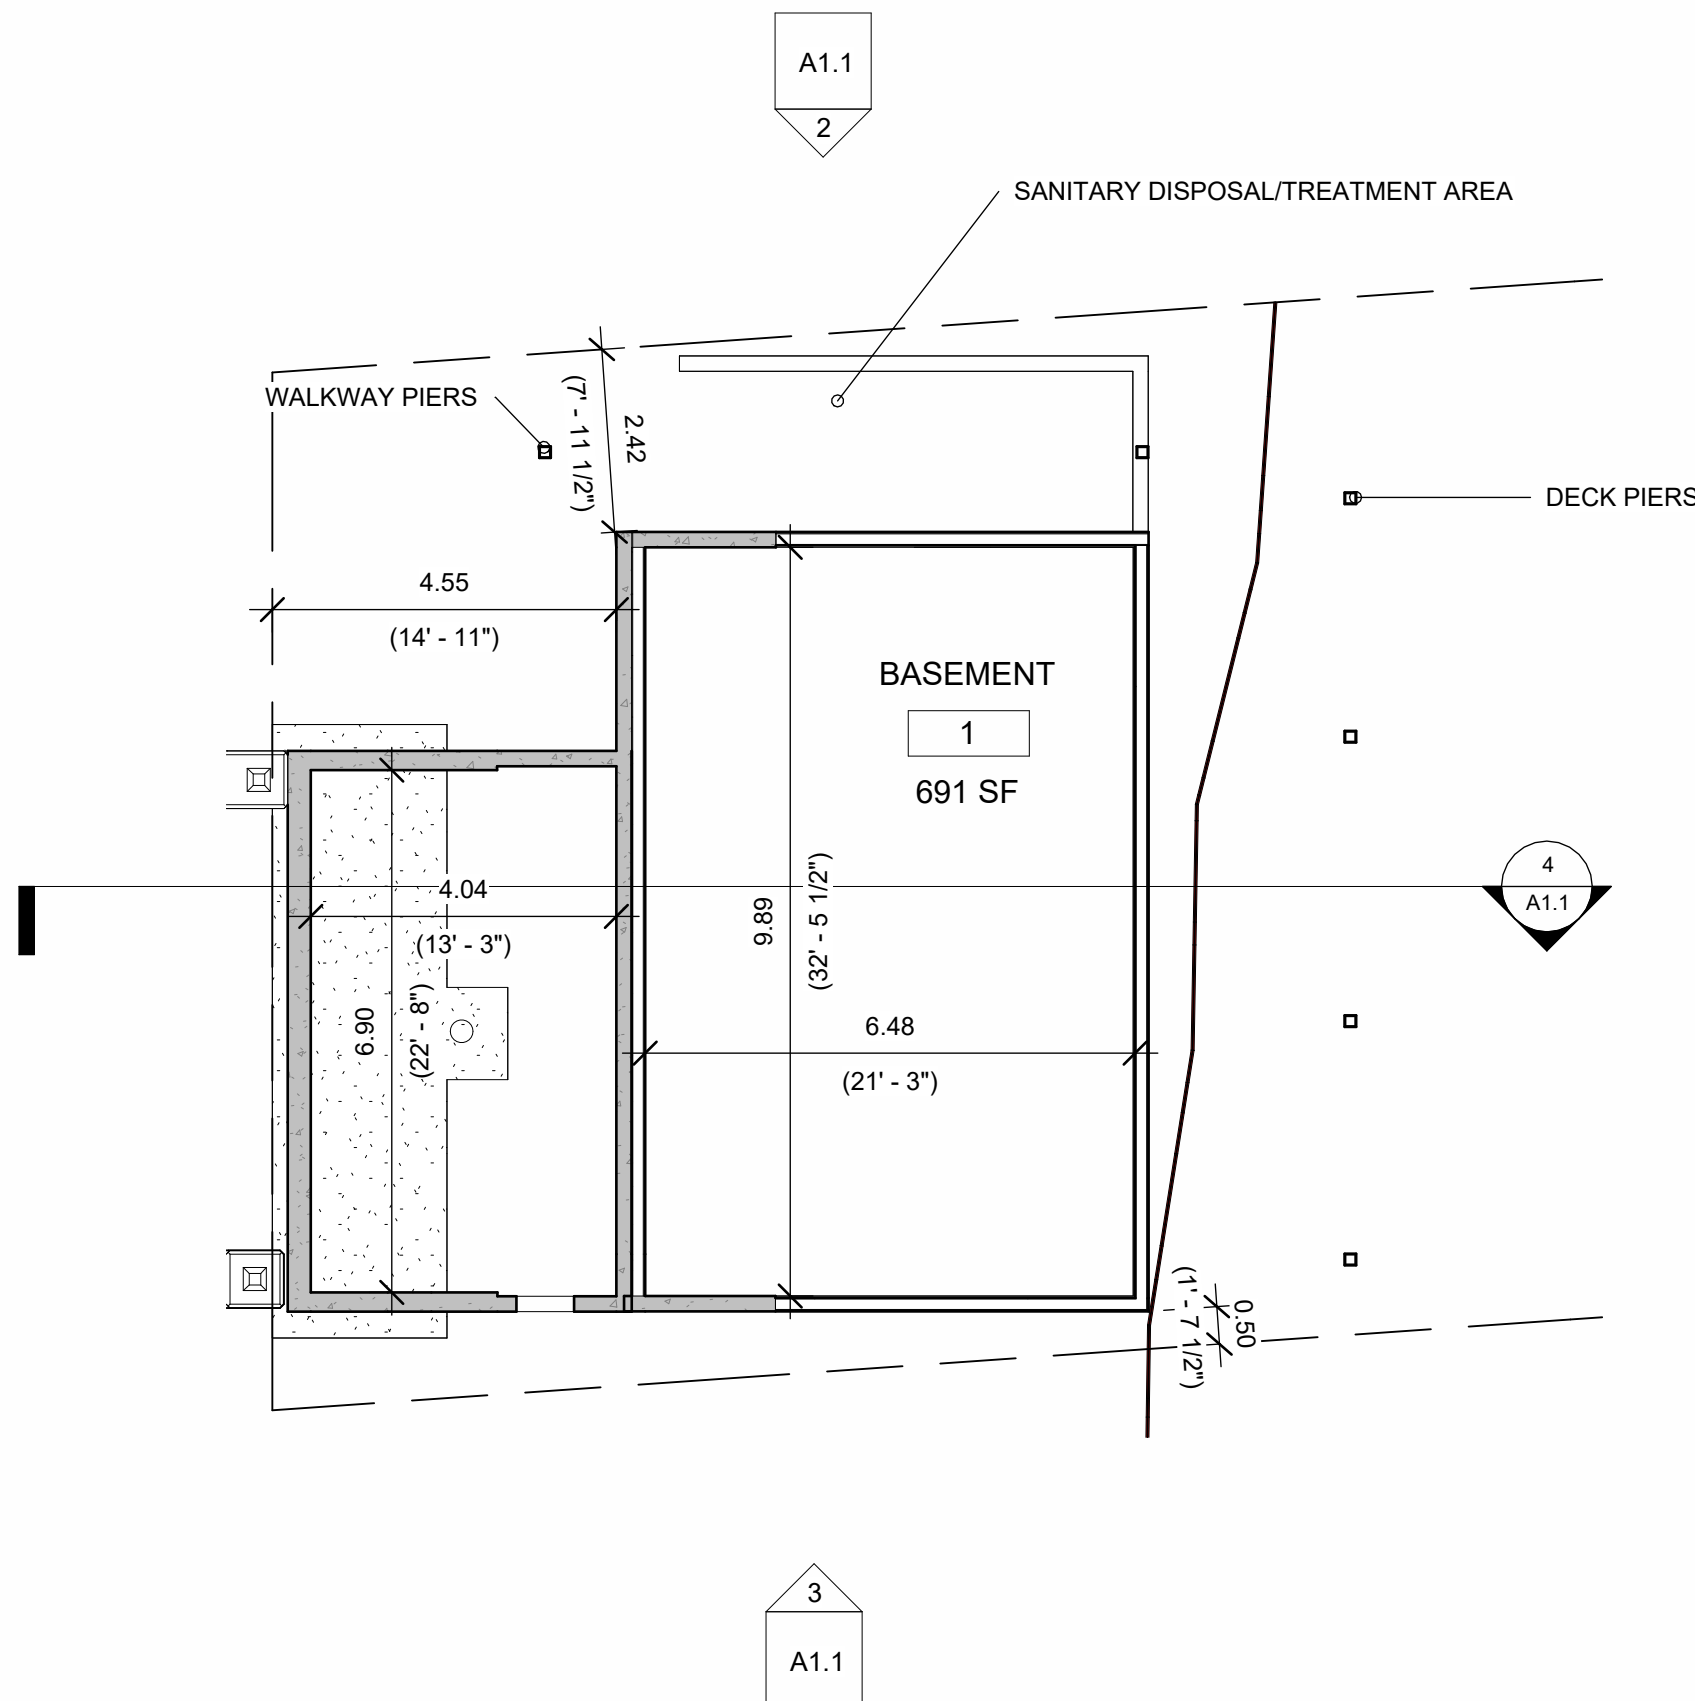 A1.1
2
SANITARY DISPOSAL/TREATMENT AREA
WALKWAY PIERS
2.42
(7' - 11 1/2")
DECK PIERS
4.55
(14' - 11")
BASEMENT
1
691 SF
4
A1.1
4.04
(13' - 3")
9.89
(32' - 5 1/2")
6.90
(22' - 8")
6.48
(21' - 3")
0.50
(1' - 7 1/2")
3
A1.1